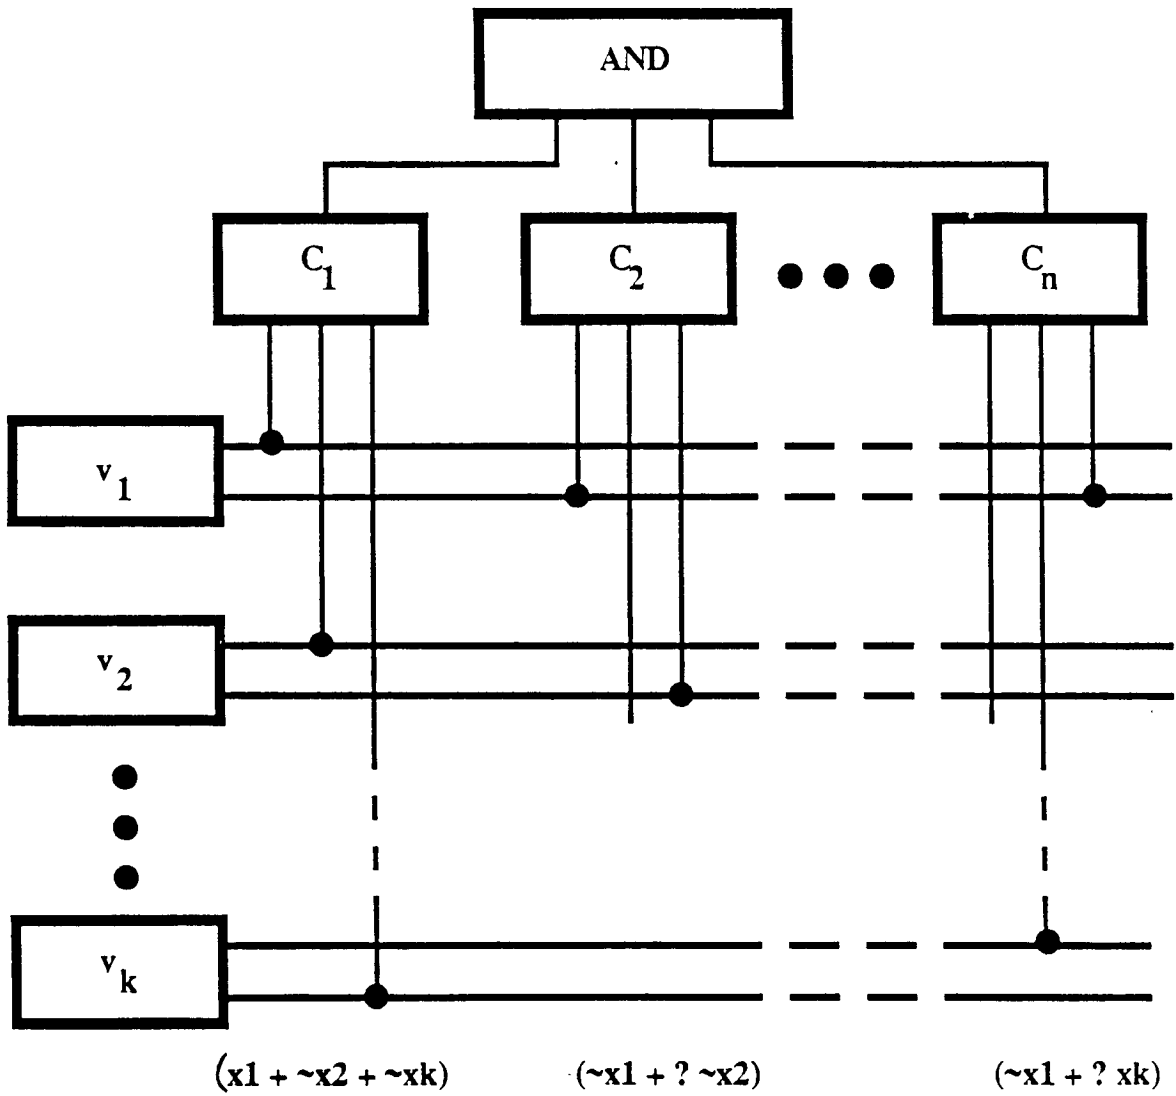 AND
C1
C2
Cn
v1
v2
vk
(x1 + ~x2 + ~xk)
(~x1 + ? ~x2)
(~x1 + ? xk)